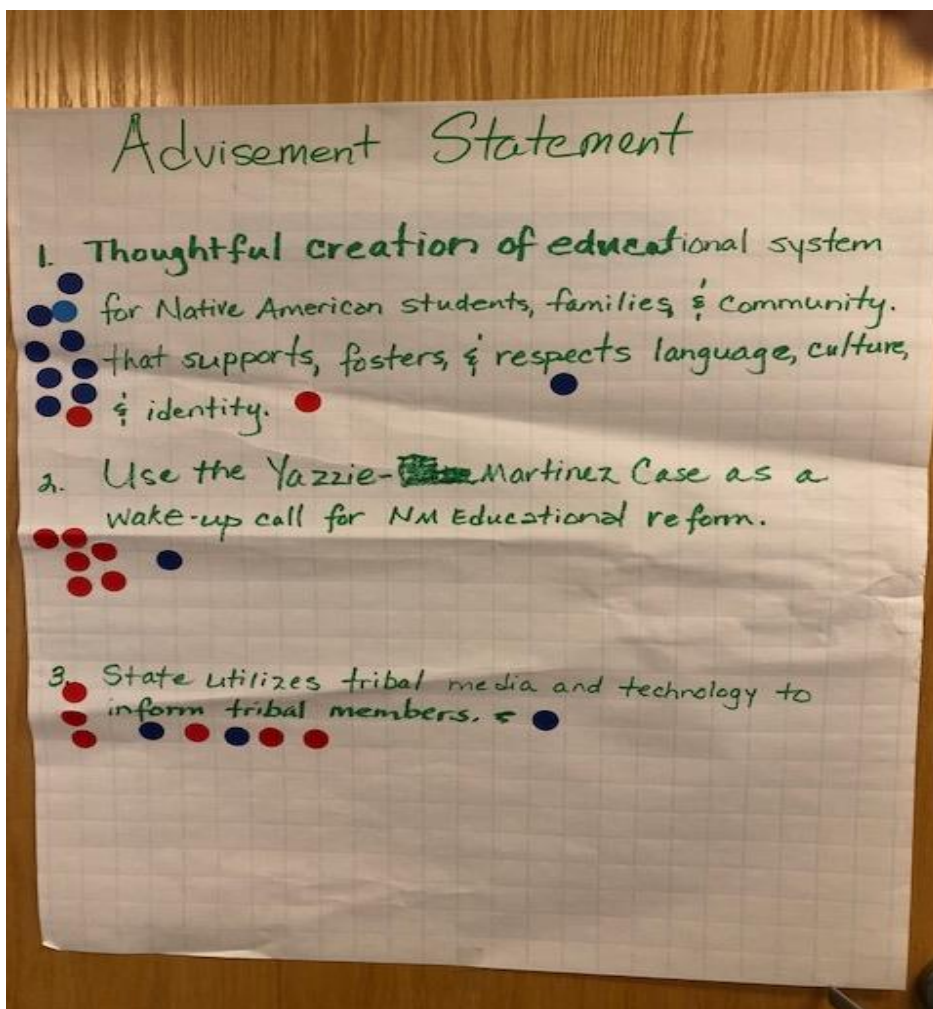 Advisement Statement
1. Thoughtful creation of educational system
for Native American students, families & Community.
that supports, fosters, & respects language, culture,
& identity.
2. Use the Yazzie- Martinez Case as a
wake-up call for NM Educational reform.
3. State utilizes tribal media and technology to
inform tribal members.